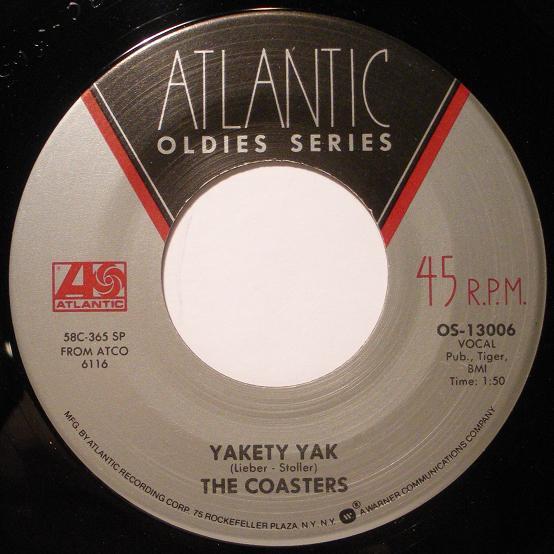 ATLANTIC
OLDIES SERIES
ATLANTIC
58C-365 SP
FROM ATCO
6116
45 R.P.M.
OS-13006
VOCAL
Pub., Tiger,
BMI
Time: 1:50
YAKETY YAK
(Lieber - Stoller)
THE COASTERS
MFG. BY ATLANTIC RECORDING CORP. 75 ROCKEFELLER PLAZA, N.Y. N.Y. ® A WARNER COMMUNICATIONS COMPANY